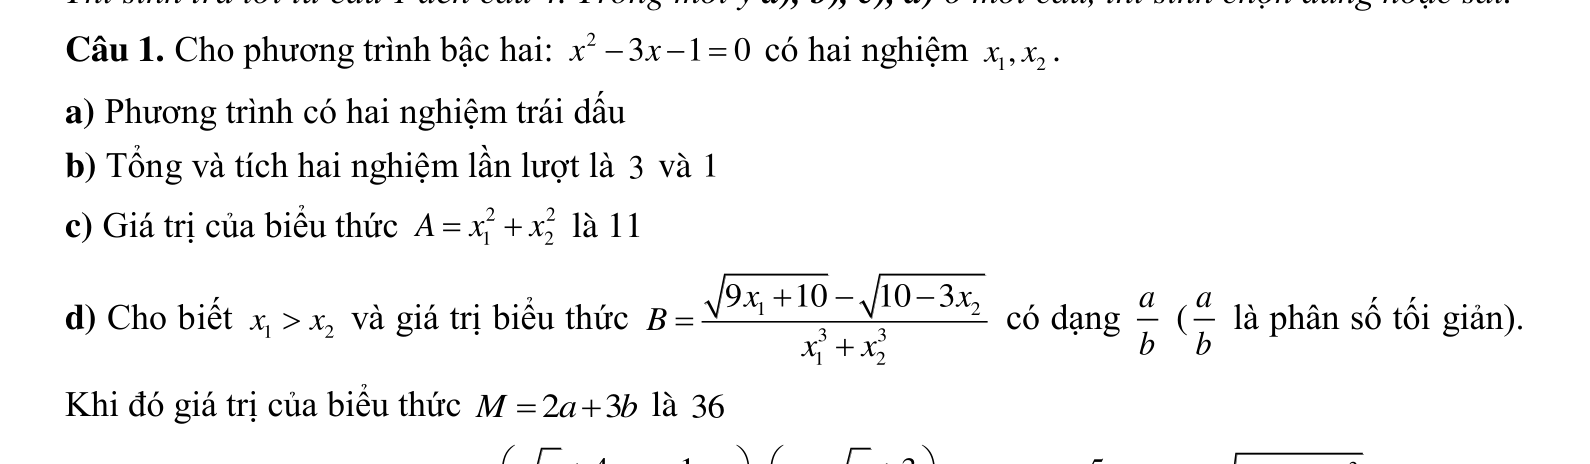 Câu 1. Cho phương trình bậc hai: x² − 3x − 1 = 0 có hai nghiệm x₁, x₂ .
a) Phương trình có hai nghiệm trái dấu
b) Tổng và tích hai nghiệm lần lượt là 3 và 1
c) Giá trị của biểu thức A = x₁² + x₂² là 11
d) Cho biết x₁ > x₂ và giá trị biểu thức B = (√(9x₁ + 10) − √(10 − 3x₂)) / (x₁³ + x₂³) có dạng a/b (a/b là phân số tối giản).
Khi đó giá trị của biểu thức M = 2a + 3b là 36